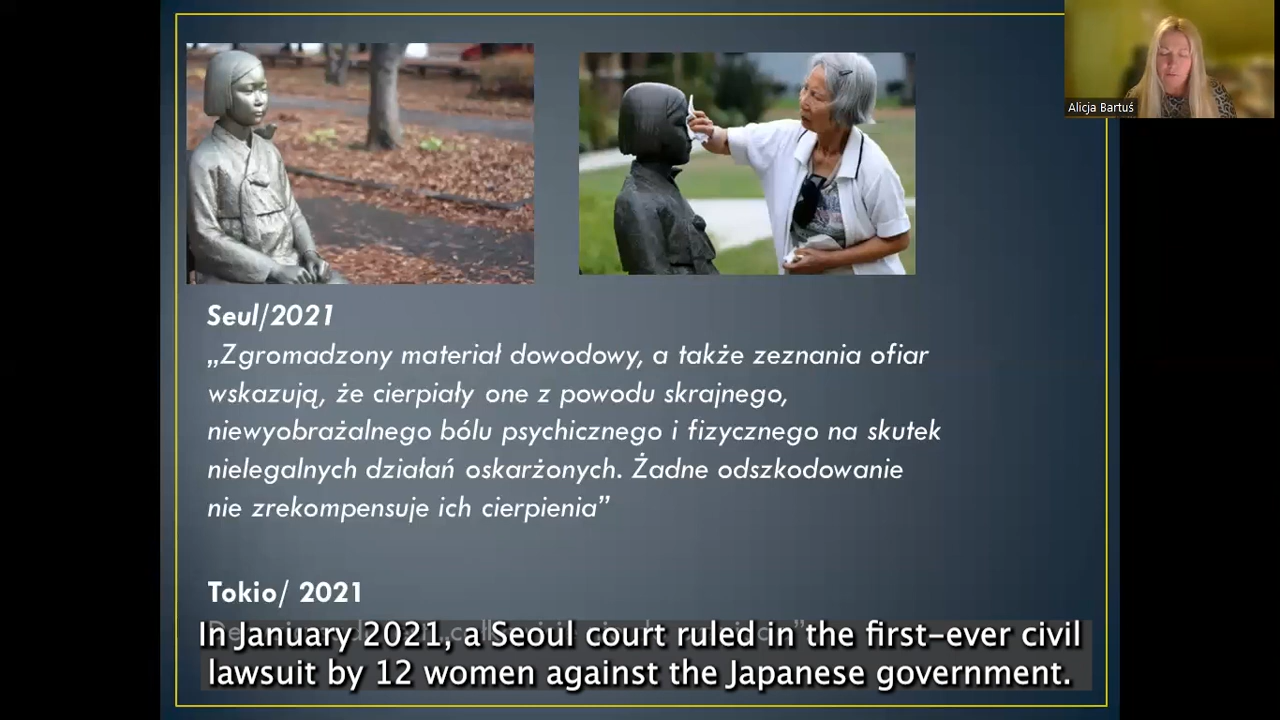 Alicja Bartuś
Seul/2021
„Zgromadzony materiał dowodowy, a także zeznania ofiar
wskazują, że cierpiały one z powodu skrajnego,
niewyobrażalnego bólu psychicznego i fizycznego na skutek
nielegalnych działań oskarżonych. Żadne odszkodowanie
nie zrekompensuje ich cierpienia”
Tokio/ 2021
In January 2021, a Seoul court ruled in the first-ever civil
lawsuit by 12 women against the Japanese government.